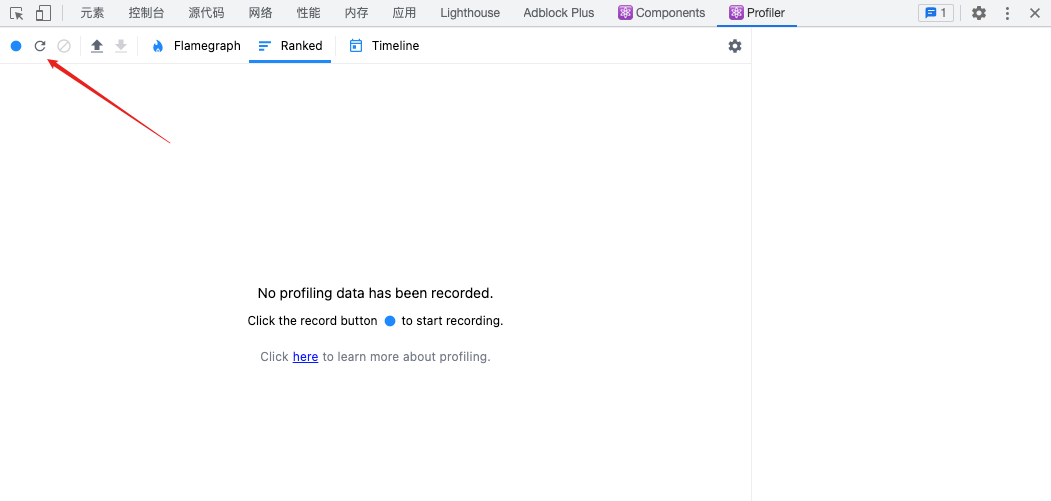 元素 控制台 源代码 网络 性能 内存 应用 Lighthouse Adblock Plus Components Profiler 1
Flamegraph Ranked Timeline
No profiling data has been recorded.
Click the record button to start recording.
Click here to learn more about profiling.